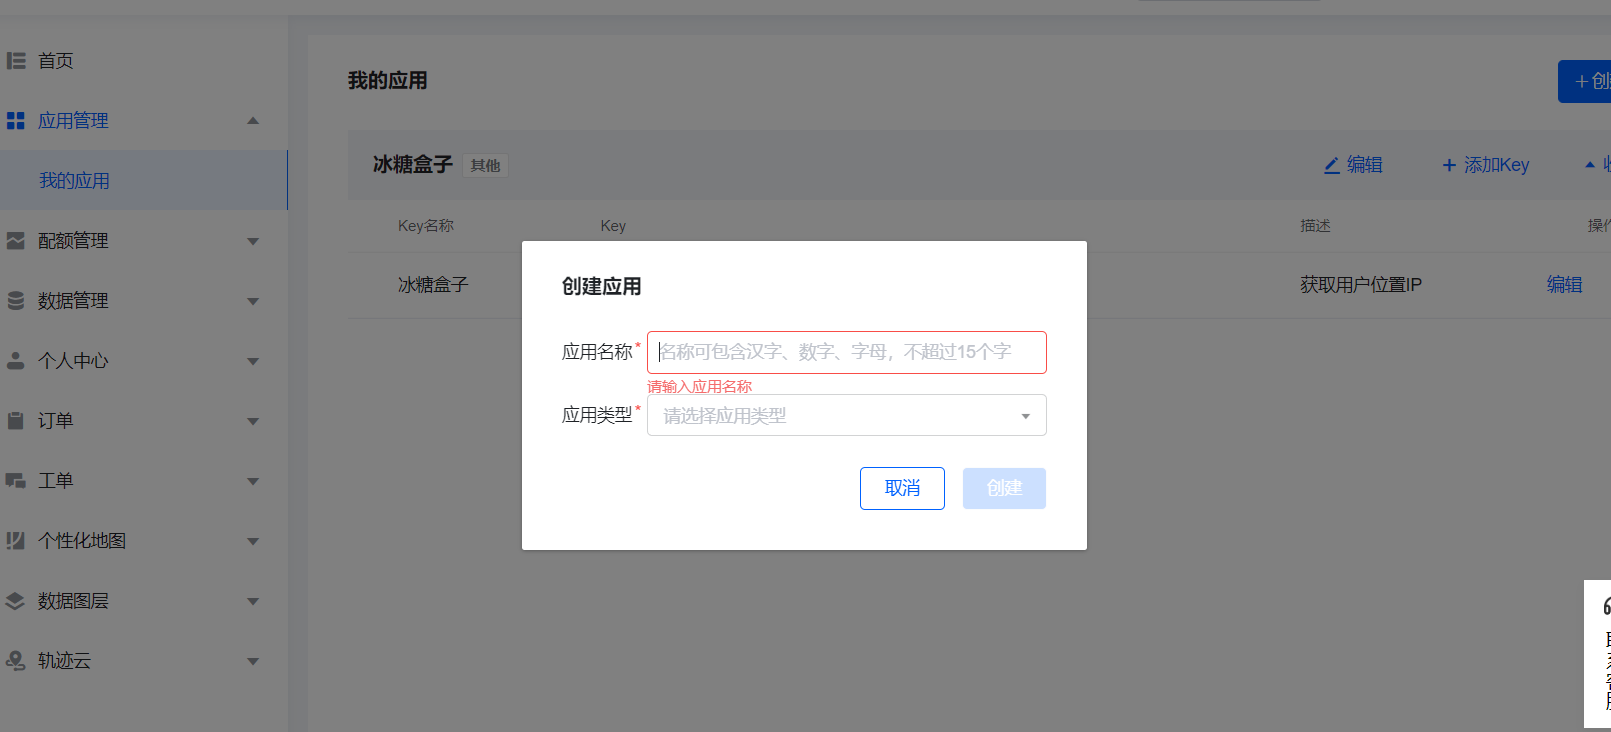 首页
应用管理
我的应用
配额管理
数据管理
个人中心
订单
工单
个性化地图
数据图层
轨迹云
我的应用
+创
冰糖盒子 其他 编辑 + 添加Key
Key名称 Key 描述 操作
冰糖盒子 获取用户位置IP 编辑
创建应用
应用名称* 名称可包含汉字、数字、字母，不超过15个字
请输入应用名称
应用类型* 请选择应用类型
取消 创建